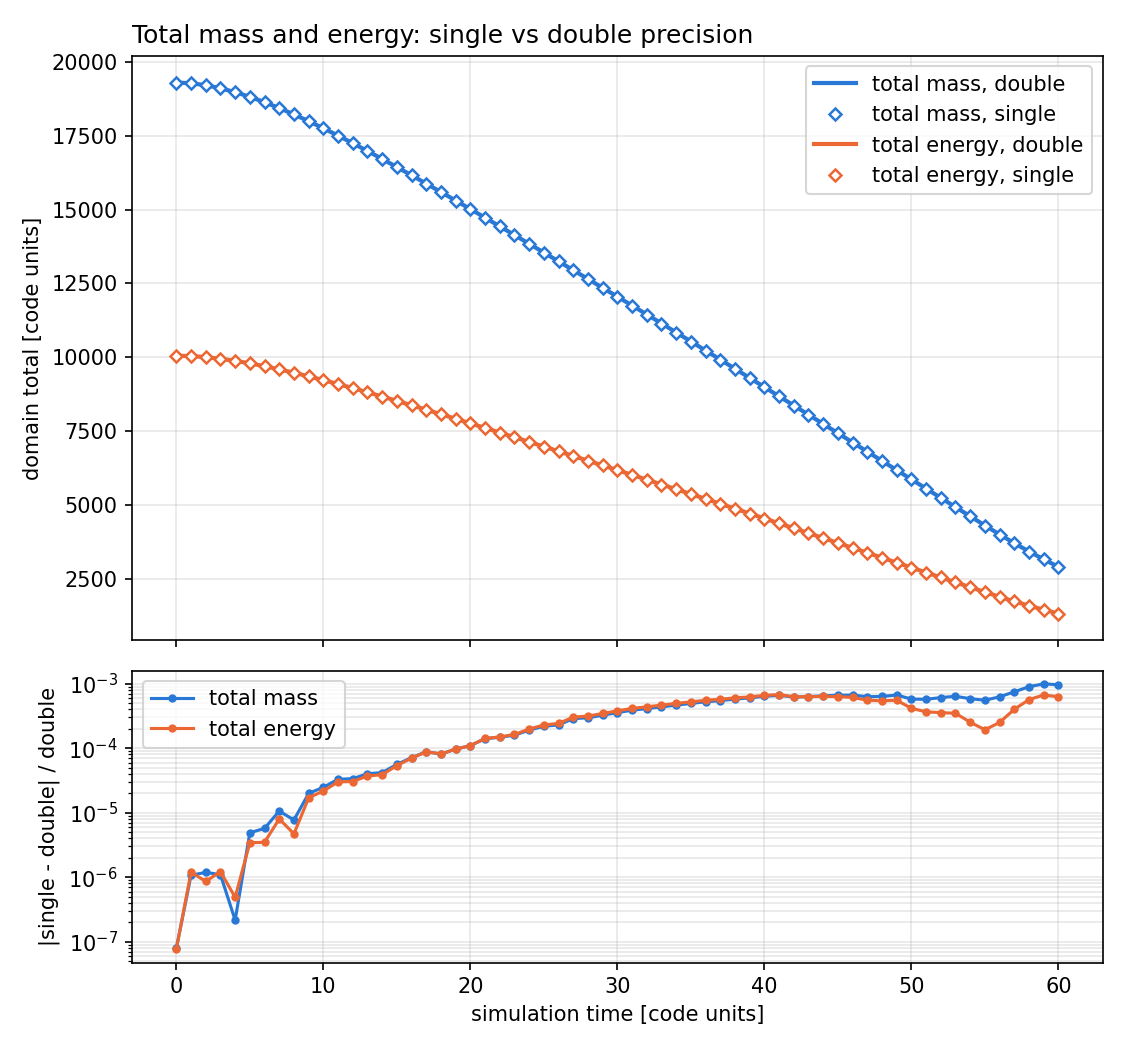 Total mass and energy: single vs double precision
20000
17500
15000
12500
10000
7500
5000
2500
domain total [code units]
total mass, double
total mass, single
total energy, double
total energy, single
10⁻³
10⁻⁴
10⁻⁵
10⁻⁶
10⁻⁷
|single - double| / double
total mass
total energy
0 10 20 30 40 50 60
simulation time [code units]